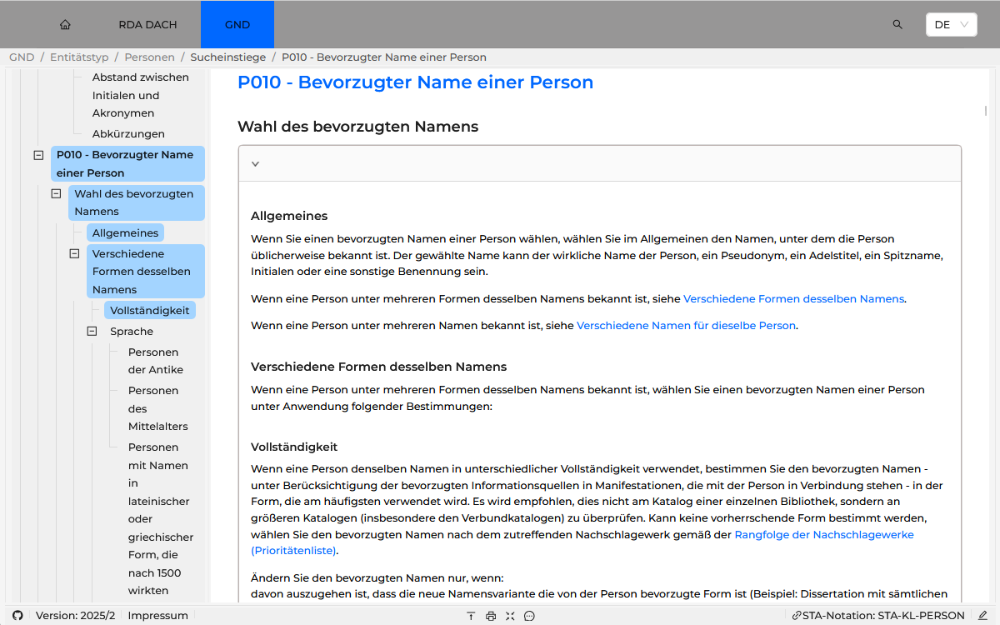 RDA DACH
GND
DE
GND / Entitätstyp / Personen / Sucheinstiege / P010 - Bevorzugter Name einer Person
Abstand zwischen
Initialen und
Akronymen
Abkürzungen
P010 - Bevorzugter Name
einer Person
Wahl des bevorzugten
Namens
Allgemeines
Verschiedene
Formen desselben
Namens
Vollständigkeit
Sprache
Personen
der Antike
Personen
des
Mittelalters
Personen
mit Namen
in
lateinischer
oder
griechischer
Form, die
nach 1500
wirkten
P010 - Bevorzugter Name einer Person
Wahl des bevorzugten Namens
Allgemeines
Wenn Sie einen bevorzugten Namen einer Person wählen, wählen Sie im Allgemeinen den Namen, unter dem die Person
üblicherweise bekannt ist. Der gewählte Name kann der wirkliche Name der Person, ein Pseudonym, ein Adelstitel, ein Spitzname,
Initialen oder eine sonstige Benennung sein.
Wenn eine Person unter mehreren Formen desselben Namens bekannt ist, siehe Verschiedene Formen desselben Namens.
Wenn eine Person unter mehreren Namen bekannt ist, siehe Verschiedene Namen für dieselbe Person.
Verschiedene Formen desselben Namens
Wenn eine Person unter mehreren Formen desselben Namens bekannt ist, wählen Sie einen bevorzugten Namen einer Person
unter Anwendung folgender Bestimmungen:
Vollständigkeit
Wenn eine Person denselben Namen in unterschiedlicher Vollständigkeit verwendet, bestimmen Sie den bevorzugten Namen -
unter Berücksichtigung der bevorzugten Informationsquellen in Manifestationen, die mit der Person in Verbindung stehen - in der
Form, die am häufigsten verwendet wird. Es wird empfohlen, dies nicht am Katalog einer einzelnen Bibliothek, sondern an
größeren Katalogen (insbesondere den Verbundkatalogen) zu überprüfen. Kann keine vorherrschende Form bestimmt werden,
wählen Sie den bevorzugten Namen nach dem zutreffenden Nachschlagewerk gemäß der Rangfolge der Nachschlagewerke
(Prioritätenliste).
Ändern Sie den bevorzugten Namen nur, wenn:
davon auszugehen ist, dass die neue Namensvariante die von der Person bevorzugte Form ist (Beispiel: Dissertation mit sämtlichen
Version: 2025/2
Impressum
STA-Notation: STA-KL-PERSON